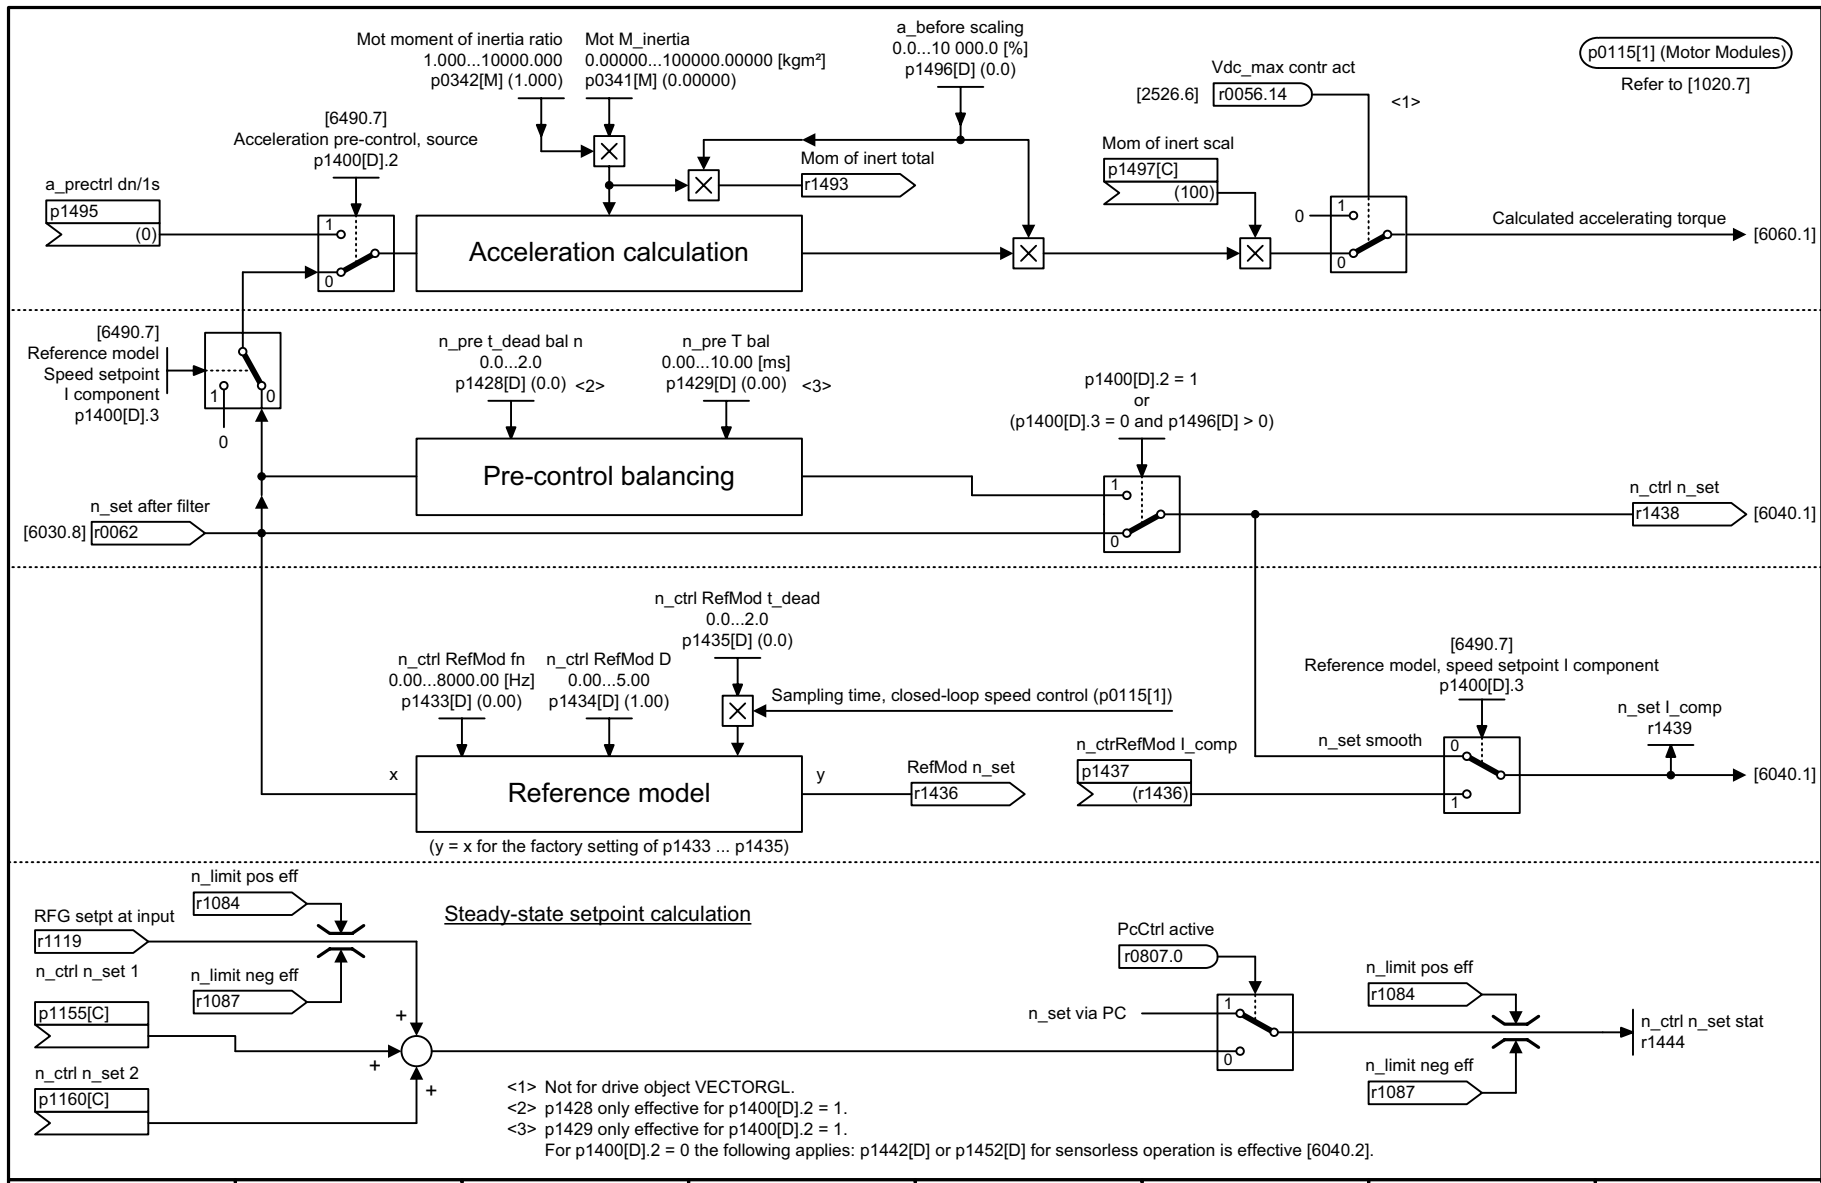 Mot moment of inertia ratio
1.000...10000.000
p0342[M] (1.000)
Mot M_inertia
0.00000...100000.00000 [kgm²]
p0341[M] (0.00000)
a_before scaling
0.0...10 000.0 [%]
p1496[D] (0.0)
p0115[1] (Motor Modules)
Refer to [1020.7]
Vdc_max contr act
[2526.6]
r0056.14
<1>
[6490.7]
Acceleration pre-control, source
p1400[D].2
Mom of inert total
r1493
Mom of inert scal
p1497[C]
(100)
a_prectrl dn/1s
p1495
(0)
1
0
Acceleration calculation
0
1
0
Calculated accelerating torque
[6060.1]
[6490.7]
Reference model
Speed setpoint
I component
p1400[D].3
1
0
0
n_pre t_dead bal n
0.0...2.0
p1428[D] (0.0) <2>
n_pre T bal
0.00...10.00 [ms]
p1429[D] (0.00) <3>
p1400[D].2 = 1
or
(p1400[D].3 = 0 and p1496[D] > 0)
Pre-control balancing
1
0
n_set after filter
[6030.8]
r0062
n_ctrl n_set
r1438
[6040.1]
n_ctrl RefMod t_dead
0.0...2.0
p1435[D] (0.0)
n_ctrl RefMod fn
0.00...8000.00 [Hz]
p1433[D] (0.00)
n_ctrl RefMod D
0.00...5.00
p1434[D] (1.00)
Sampling time, closed-loop speed control (p0115[1])
[6490.7]
Reference model, speed setpoint I component
p1400[D].3
n_set I_comp
r1439
x
Reference model
y
RefMod n_set
r1436
n_ctrRefMod I_comp
p1437
(r1436)
n_set smooth
0
1
[6040.1]
(y = x for the factory setting of p1433 ... p1435)
n_limit pos eff
r1084
Steady-state setpoint calculation
RFG setpt at input
r1119
n_ctrl n_set 1
n_limit neg eff
r1087
p1155[C]
+
+
+
n_ctrl n_set 2
p1160[C]
PcCtrl active
r0807.0
n_set via PC
1
0
n_limit pos eff
r1084
n_ctrl n_set stat
r1444
n_limit neg eff
r1087
<1> Not for drive object VECTORGL.
<2> p1428 only effective for p1400[D].2 = 1.
<3> p1429 only effective for p1400[D].2 = 1.
For p1400[D].2 = 0 the following applies: p1442[D] or p1452[D] for sensorless operation is effective [6040.2].